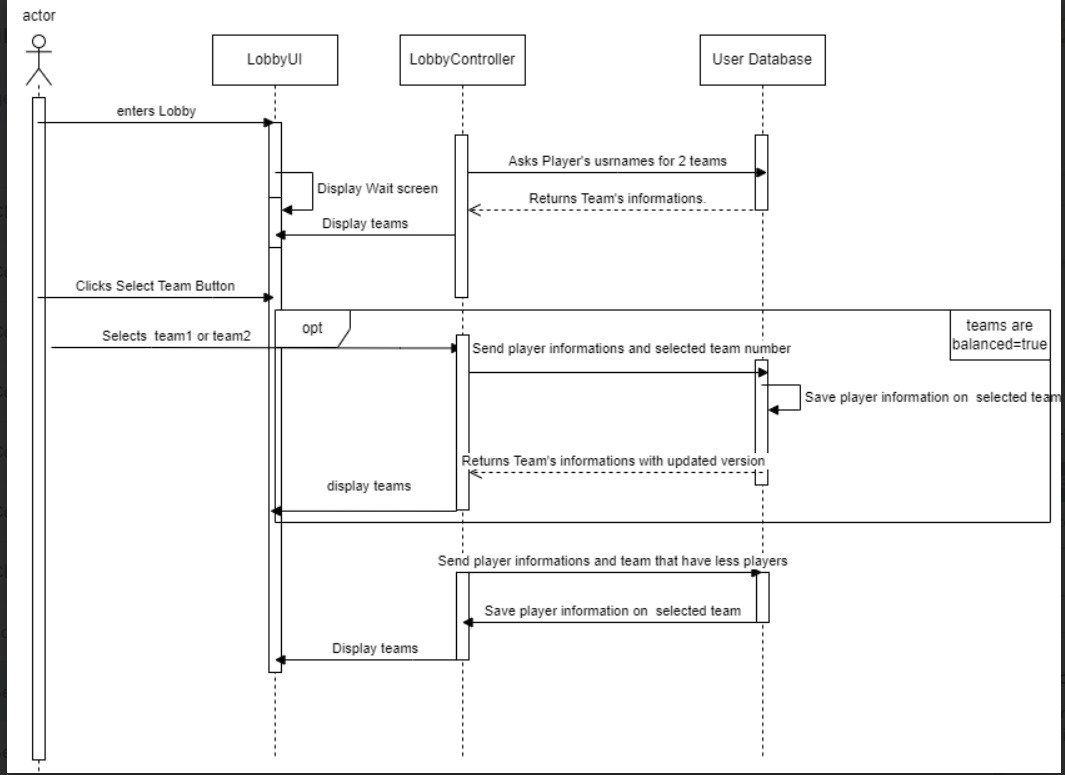 actor
LobbyUI
LobbyController
User Database
enters Lobby
Asks Player's usrnames for 2 teams
Display Wait screen
Returns Team's informations.
Display teams
Clicks Select Team Button
opt
teams are
balanced=true
Selects team1 or team2
Send player informations and selected team number
Save player information on selected team
Returns Team's informations with updated version
display teams
Send player informations and team that have less players
Save player information on selected team
Display teams